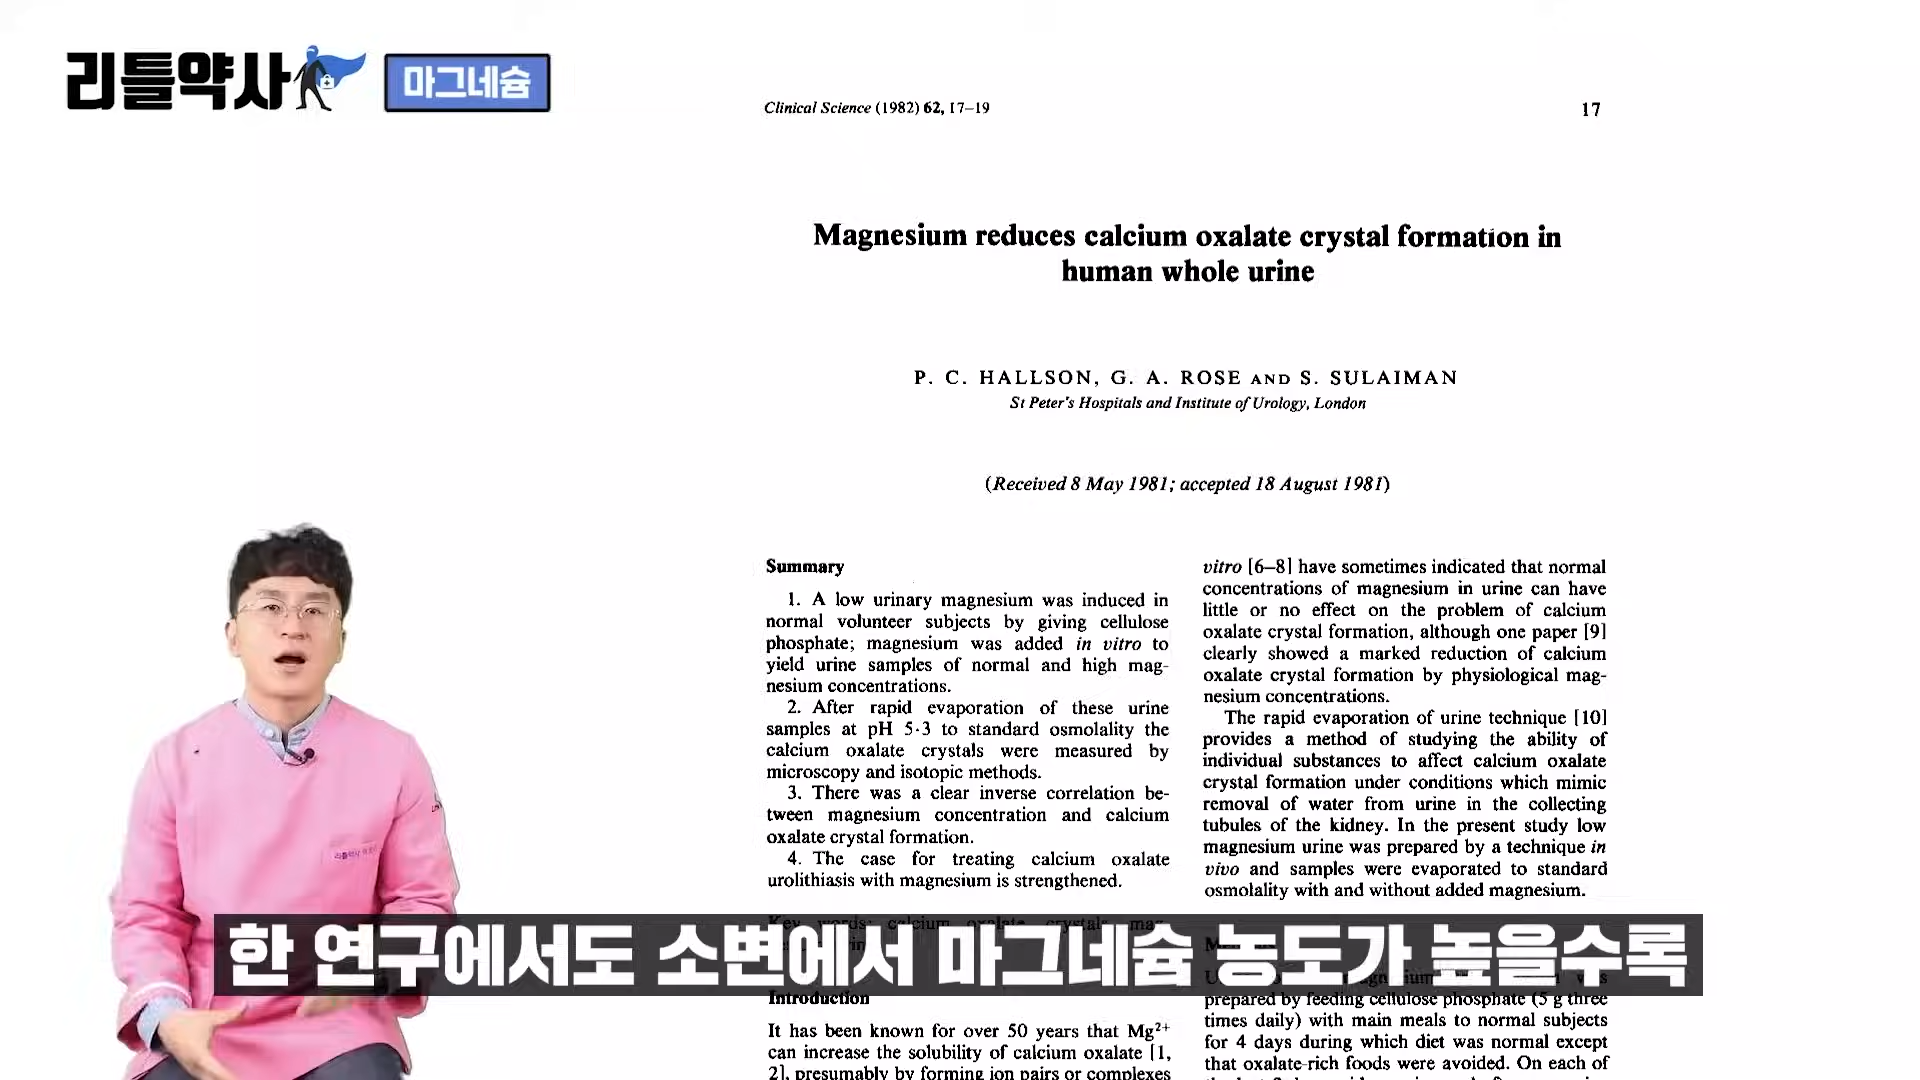 리틀약사
마그네슘
Clinical Science (1982) 62, 17–19
17
Magnesium reduces calcium oxalate crystal formation in
human whole urine
P. C. HALLSON, G. A. ROSE AND S. SULAIMAN
St Peter's Hospitals and Institute of Urology, London
(Received 8 May 1981; accepted 18 August 1981)
Summary
1. A low urinary magnesium was induced in
normal volunteer subjects by giving cellulose
phosphate; magnesium was added in vitro to
yield urine samples of normal and high mag-
nesium concentrations.
2. After rapid evaporation of these urine
samples at pH 5·3 to standard osmolality the
calcium oxalate crystals were measured by
microscopy and isotopic methods.
3. There was a clear inverse correlation be-
tween magnesium concentration and calcium
oxalate crystal formation.
4. The case for treating calcium oxalate
urolithiasis with magnesium is strengthened.
Key words: calcium oxalate crystals, mag-
Introduction
It has been known for over 50 years that Mg²⁺
can increase the solubility of calcium oxalate [1,
2], presumably by forming ion pairs or complexes
vitro [6–8] have sometimes indicated that normal
concentrations of magnesium in urine can have
little or no effect on the problem of calcium
oxalate crystal formation, although one paper [9]
clearly showed a marked reduction of calcium
oxalate crystal formation by physiological mag-
nesium concentrations.
The rapid evaporation of urine technique [10]
provides a method of studying the ability of
individual substances to affect calcium oxalate
crystal formation under conditions which mimic
removal of water from urine in the collecting
tubules of the kidney. In the present study low
magnesium urine was prepared by a technique in
vivo and samples were evaporated to standard
osmolality with and without added magnesium.
prepared by feeding cellulose phosphate (5 g three
times daily) with main meals to normal subjects
for 4 days during which diet was normal except
that oxalate-rich foods were avoided. On each of
한 연구에서도 소변에서 마그네슘 농도가 높을수록